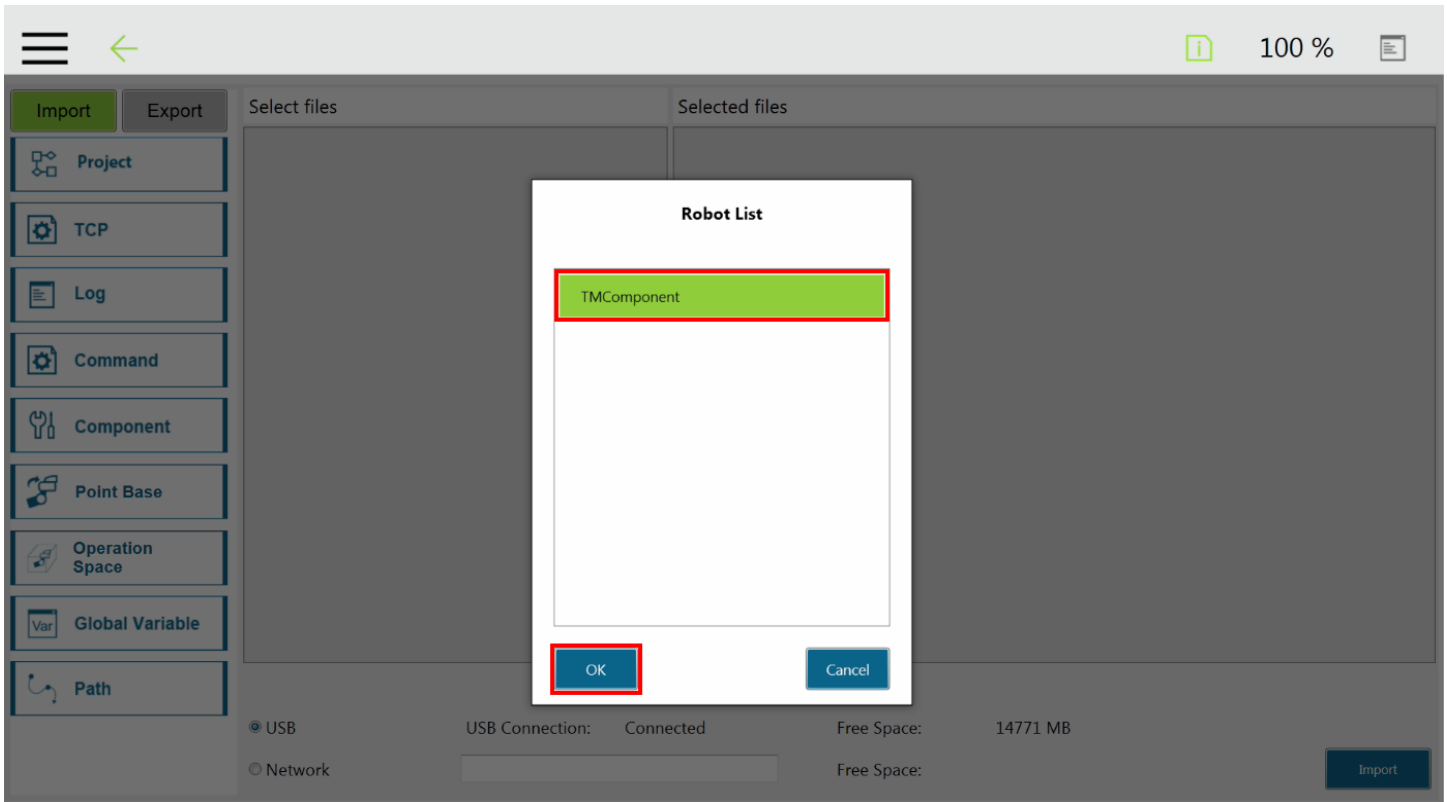 100 %
Import
Export
Select files
Selected files
Project
TCP
Log
Command
Component
Point Base
Operation
Space
Var
Global Variable
Path
Robot List
TMComponent
OK
Cancel
USB
USB Connection:
Connected
Free Space:
14771 MB
Network
Free Space:
Import